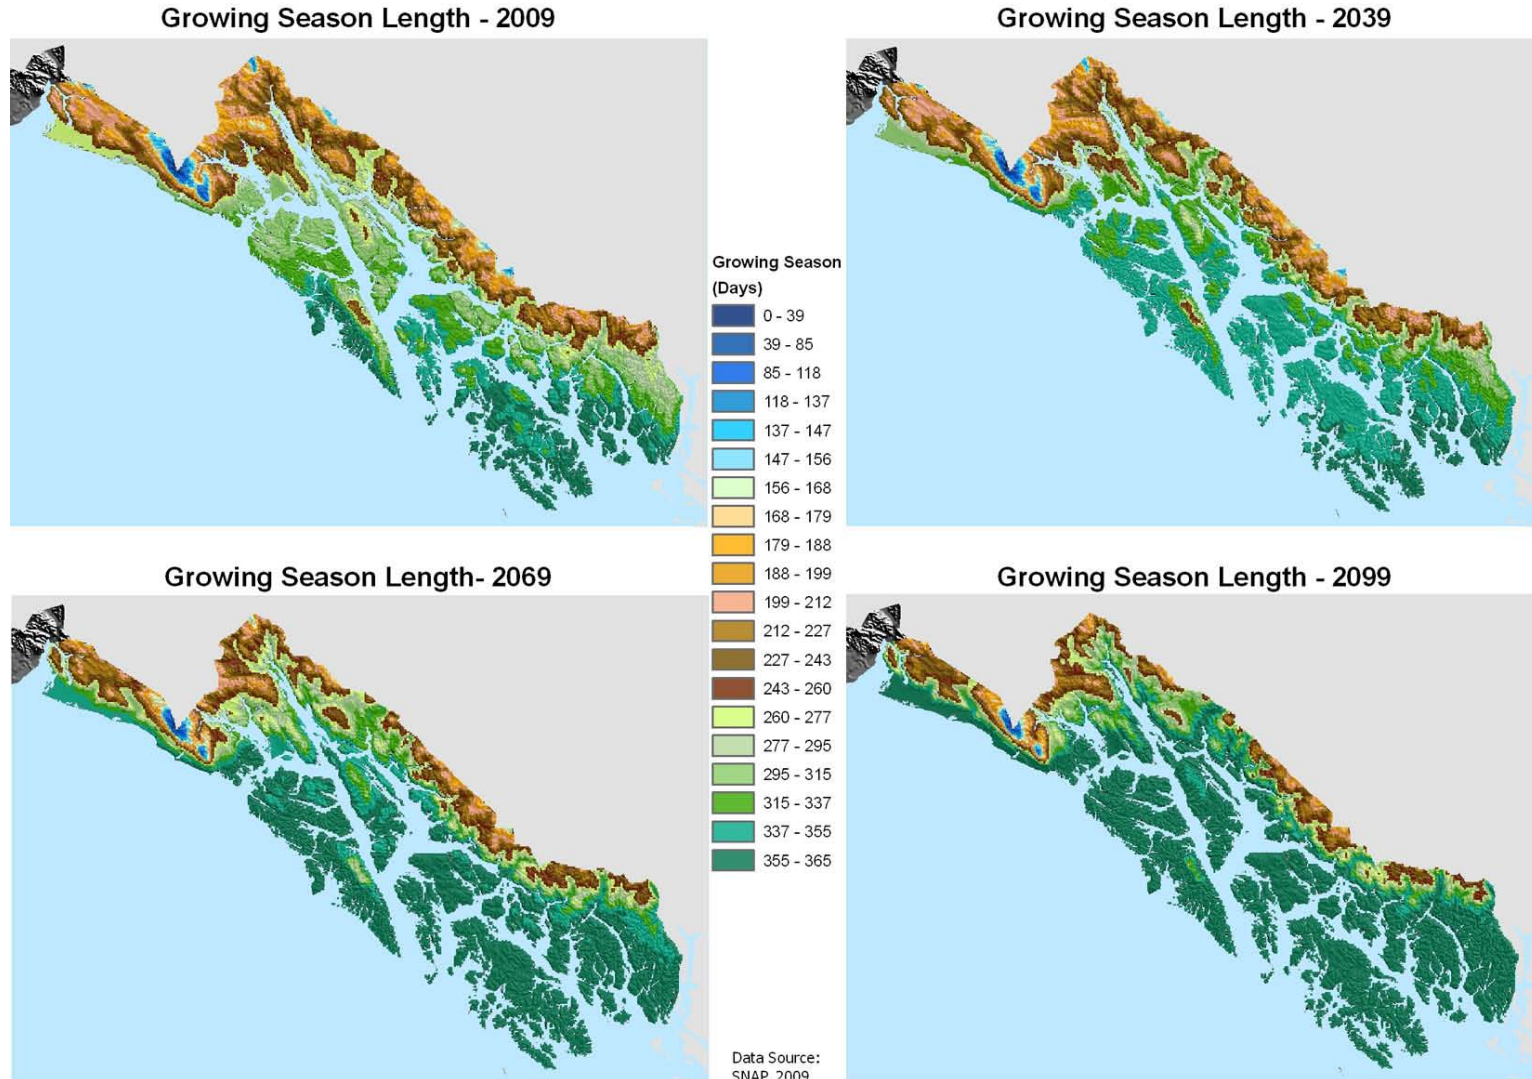 Growing Season Length - 2009
Growing Season Length - 2039
Growing Season
(Days)
0 - 39
39 - 85
85 - 118
118 - 137
137 - 147
147 - 156
156 - 168
168 - 179
179 - 188
188 - 199
199 - 212
212 - 227
227 - 243
243 - 260
260 - 277
277 - 295
295 - 315
315 - 337
337 - 355
355 - 365
Growing Season Length- 2069
Growing Season Length - 2099
Data Source:
SNAP, 2009